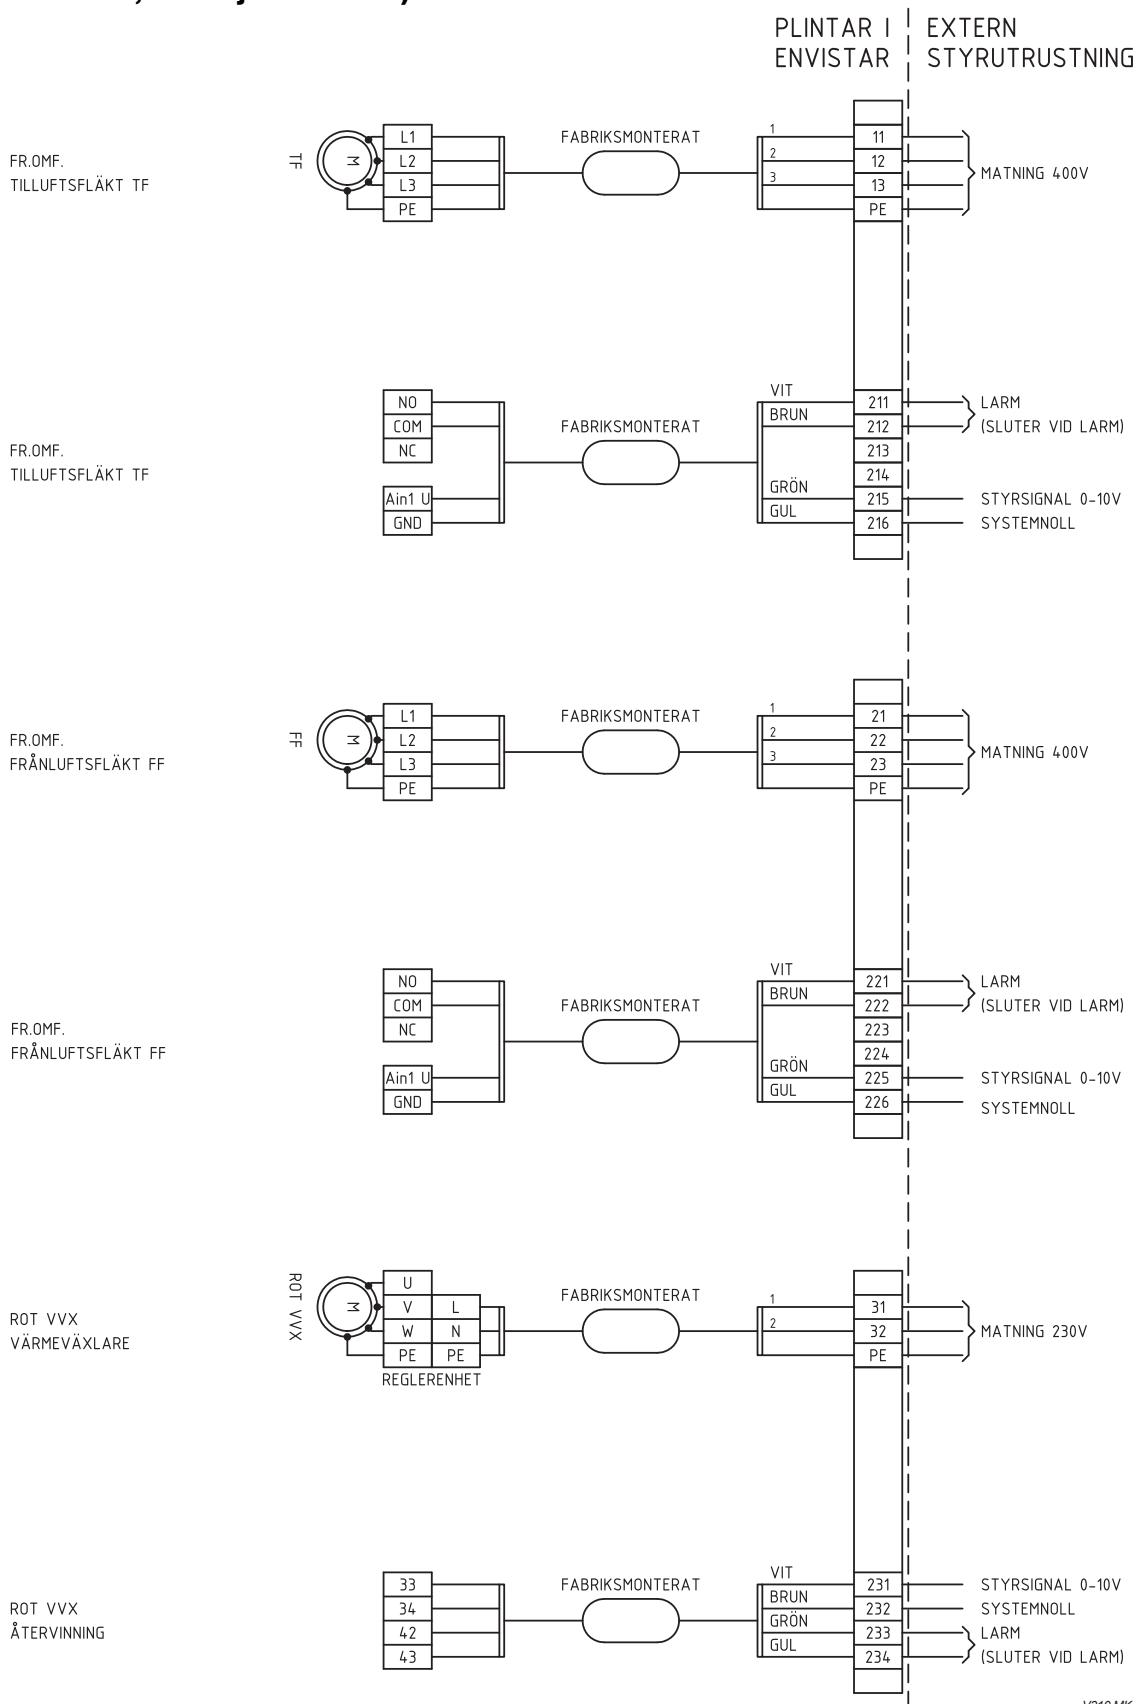 PLINTAR I
ENVISTAR
EXTERN
STYRUTRUSTNING
FR.OMF.
TILLUFTSFLÄKT TF
TF
M
L1
L2
L3
PE
FABRIKSMONTERAT
1
2
3
11
12
13
PE
MATNING 400V
FR.OMF.
TILLUFTSFLÄKT TF
NO
COM
NC
Ain1 U
GND
FABRIKSMONTERAT
VIT
BRUN
GRÖN
GUL
211
212
213
214
215
216
LARM
(SLUTER VID LARM)
STYRSIGNAL 0-10V
SYSTEMNOLL
FR.OMF.
FRÅNLUFTSFLÄKT FF
FF
M
L1
L2
L3
PE
FABRIKSMONTERAT
1
2
3
21
22
23
PE
MATNING 400V
FR.OMF.
FRÅNLUFTSFLÄKT FF
NO
COM
NC
Ain1 U
GND
FABRIKSMONTERAT
VIT
BRUN
GRÖN
GUL
221
222
223
224
225
226
LARM
(SLUTER VID LARM)
STYRSIGNAL 0-10V
SYSTEMNOLL
ROT VVX
VÄRMEVÄXLARE
ROT VVX
M
U
V L
W N
PE PE
REGLERENHET
FABRIKSMONTERAT
1
2
31
32
PE
MATNING 230V
ROT VVX
ÅTERVINNING
33
34
42
43
FABRIKSMONTERAT
VIT
BRUN
GRÖN
GUL
231
232
233
234
STYRSIGNAL 0-10V
SYSTEMNOLL
LARM
(SLUTER VID LARM)